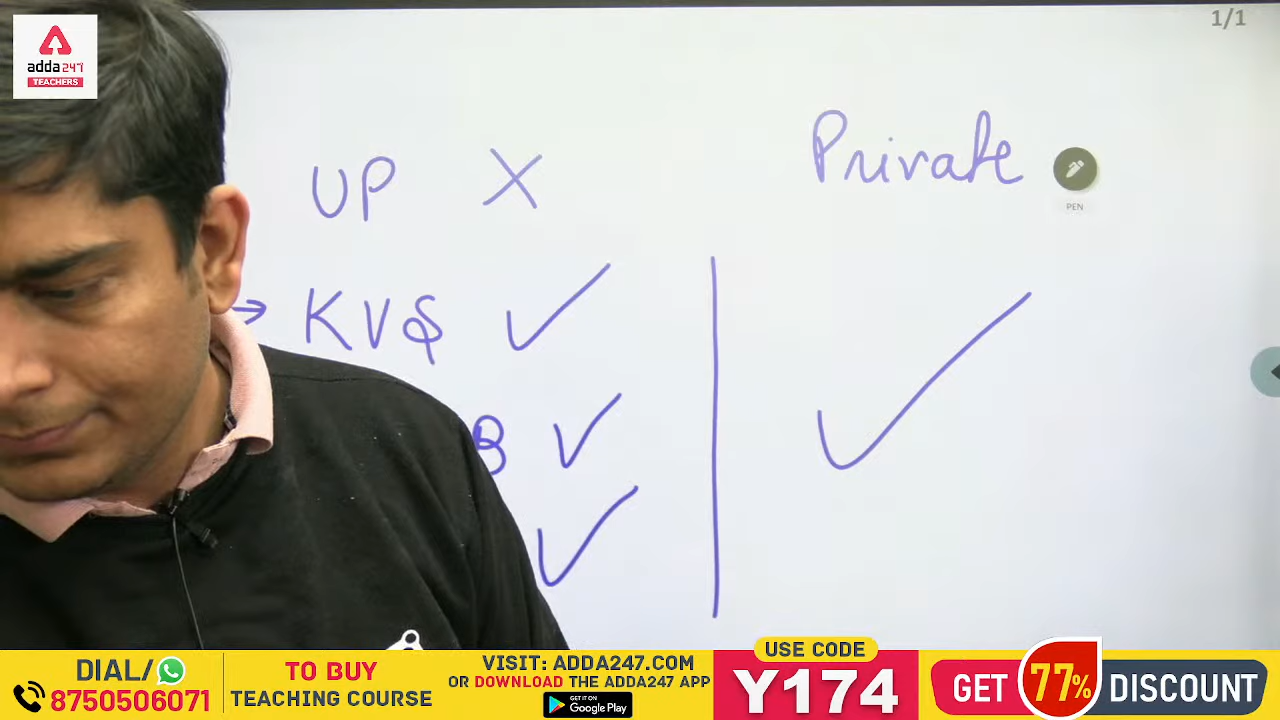 1/1
adda247
TEACHERS
UP X
Private
PEN
→ KVS ✓
✓
B ✓
✓
DIAL/
8750506071
TO BUY
TEACHING COURSE
VISIT: ADDA247.COM
OR DOWNLOAD THE ADDA247 APP
GET IT ON
Google Play
USE CODE
Y174
GET 77% DISCOUNT